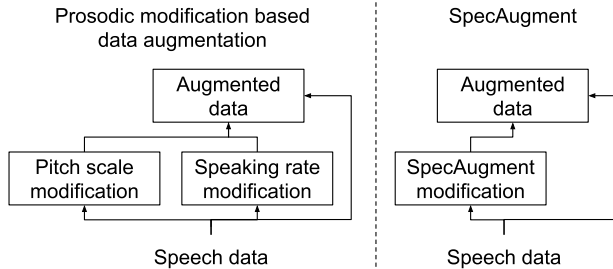 Prosodic modification based
data augmentation
Augmented
data
Pitch scale
modification
Speaking rate
modification
Speech data
SpecAugment
Augmented
data
SpecAugment
modification
Speech data